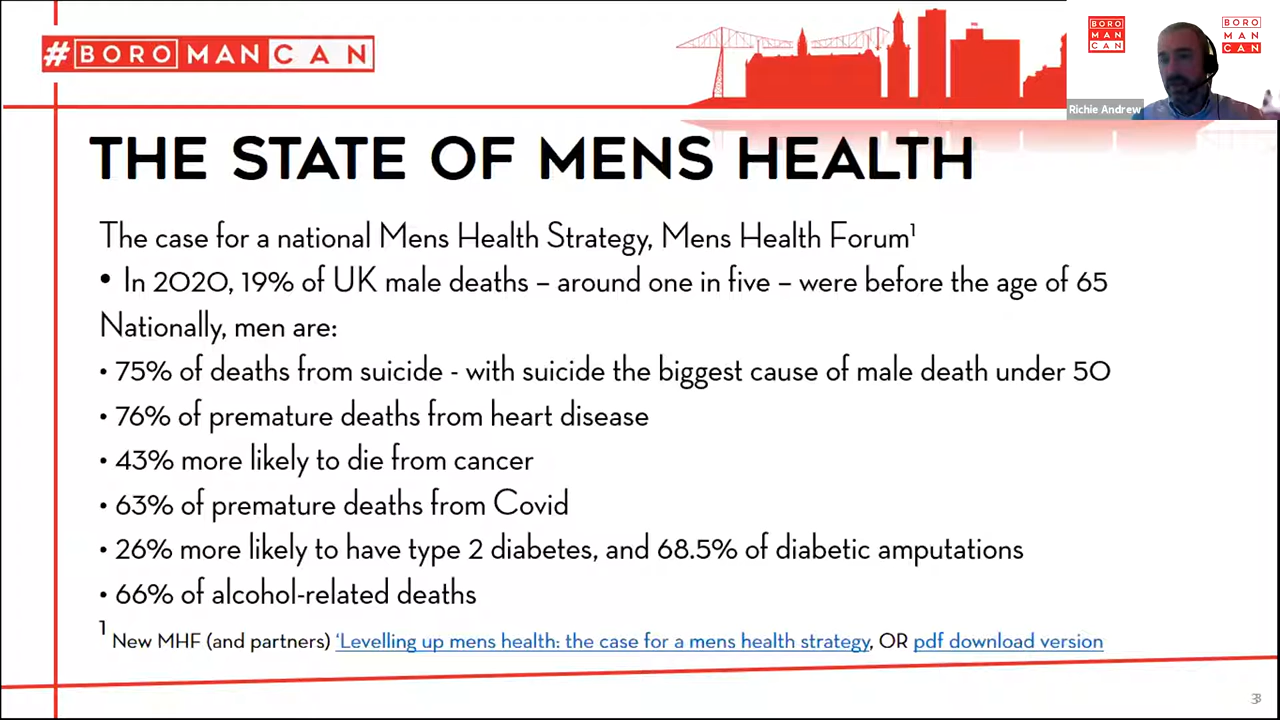 #BOROMANCAN
BORO
MAN
CAN
BORO
MAN
CAN
Richie Andrew
THE STATE OF MENS HEALTH
The case for a national Mens Health Strategy, Mens Health Forum¹
• In 2020, 19% of UK male deaths – around one in five – were before the age of 65
Nationally, men are:
• 75% of deaths from suicide - with suicide the biggest cause of male death under 50
• 76% of premature deaths from heart disease
• 43% more likely to die from cancer
• 63% of premature deaths from Covid
• 26% more likely to have type 2 diabetes, and 68.5% of diabetic amputations
• 66% of alcohol-related deaths
¹ New MHF (and partners) ‘Levelling up mens health: the case for a mens health strategy, OR pdf download version